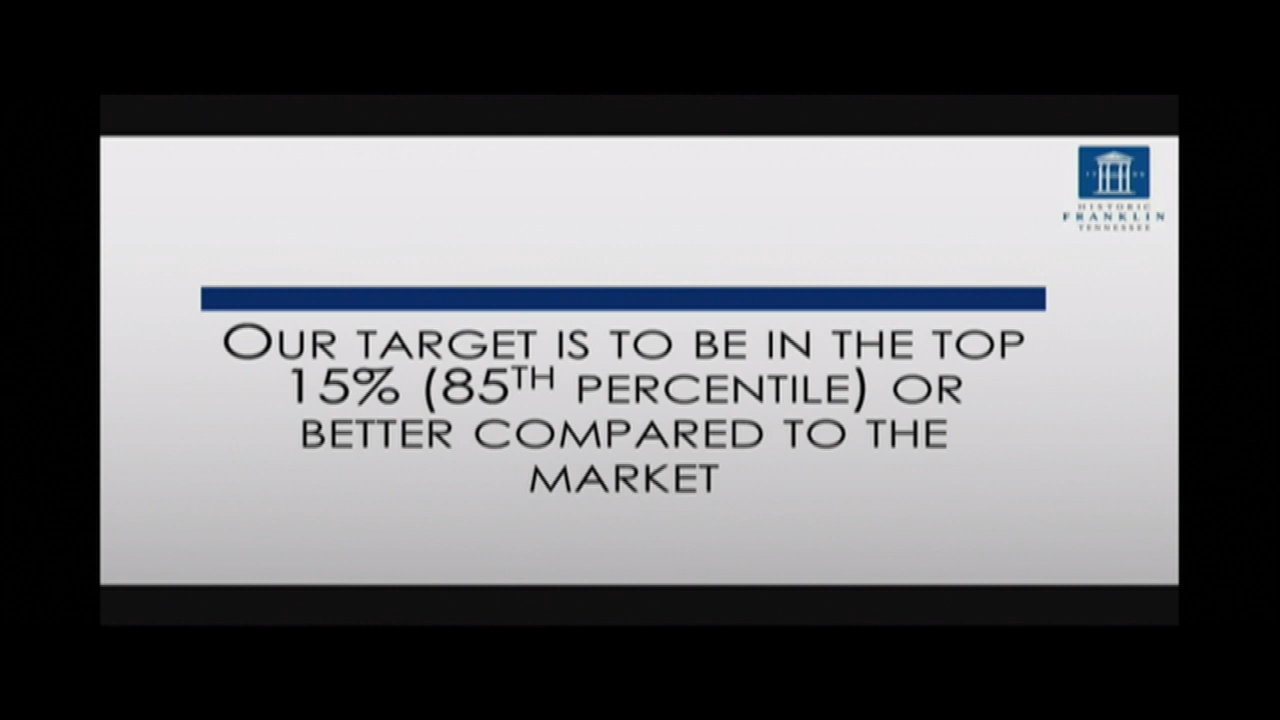 HISTORIC
FRANKLIN
TENNESSEE
OUR TARGET IS TO BE IN THE TOP
15% (85TH PERCENTILE) OR
BETTER COMPARED TO THE
MARKET